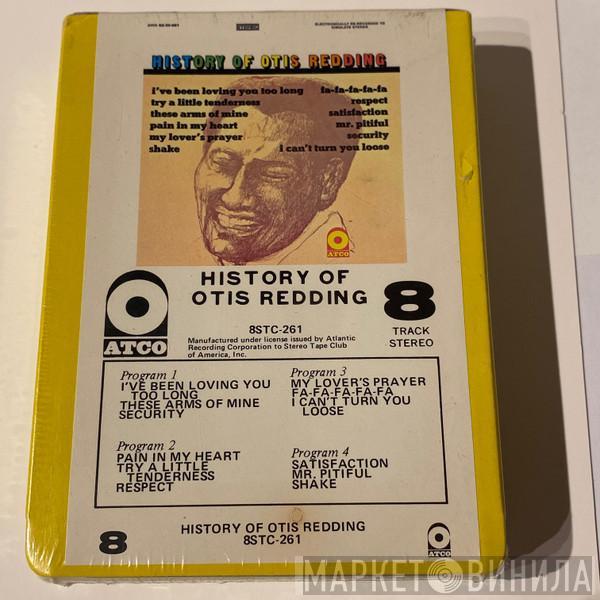 HISTORY OF OTIS REDDING
i've been loving you too long fa-fa-fa-fa-fa
try a little tenderness respect
these arms of mine satisfaction
pain in my heart mr. pitiful
my lover's prayer security
shake i can't turn you loose
ATCO
HISTORY OF
OTIS REDDING
8
TRACK
STEREO
ATCO
8STC-261
Manufactured under license issued by Atlantic
Recording Corporation to Stereo Tape Club
of America, Inc.
Program 1
I'VE BEEN LOVING YOU
TOO LONG
THESE ARMS OF MINE
SECURITY
Program 2
PAIN IN MY HEART
TRY A LITTLE
TENDERNESS
RESPECT
Program 3
MY LOVER'S PRAYER
FA-FA-FA-FA-FA
I CAN'T TURN YOU
LOOSE
Program 4
SATISFACTION
MR. PITIFUL
SHAKE
8
HISTORY OF OTIS REDDING
8STC-261
ATCO
МАРКЕТ ВИНИЛА